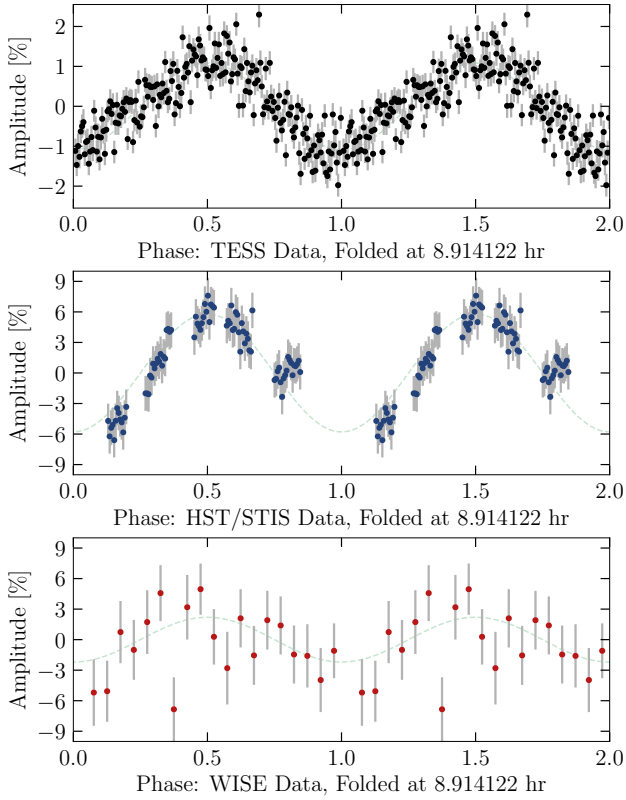 Amplitude [%]
2
1
0
−1
−2
0.0 0.5 1.0 1.5 2.0
Phase: TESS Data, Folded at 8.914122 hr
Amplitude [%]
9
6
3
0
−3
−6
−9
0.0 0.5 1.0 1.5 2.0
Phase: HST/STIS Data, Folded at 8.914122 hr
Amplitude [%]
9
6
3
0
−3
−6
−9
0.0 0.5 1.0 1.5 2.0
Phase: WISE Data, Folded at 8.914122 hr